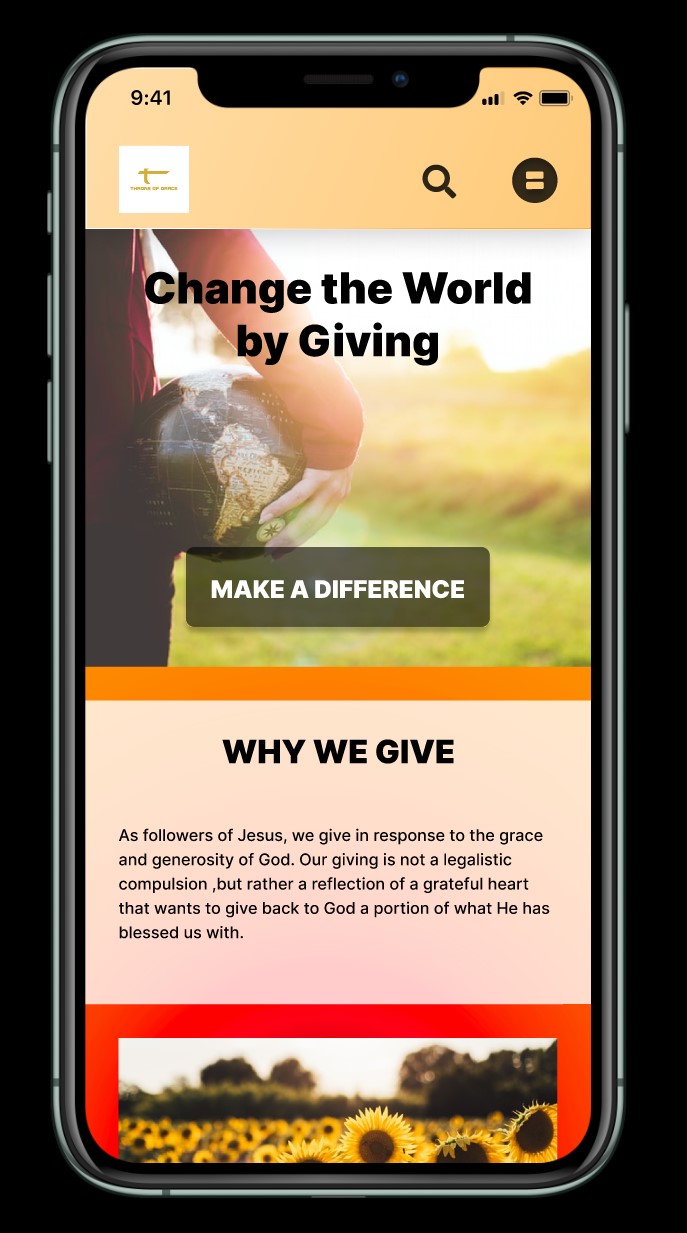 9:41
THRONE OF GRACE
Change the World
by Giving
MAKE A DIFFERENCE
WHY WE GIVE
As followers of Jesus, we give in response to the grace
and generosity of God. Our giving is not a legalistic
compulsion ,but rather a reflection of a grateful heart
that wants to give back to God a portion of what He has
blessed us with.